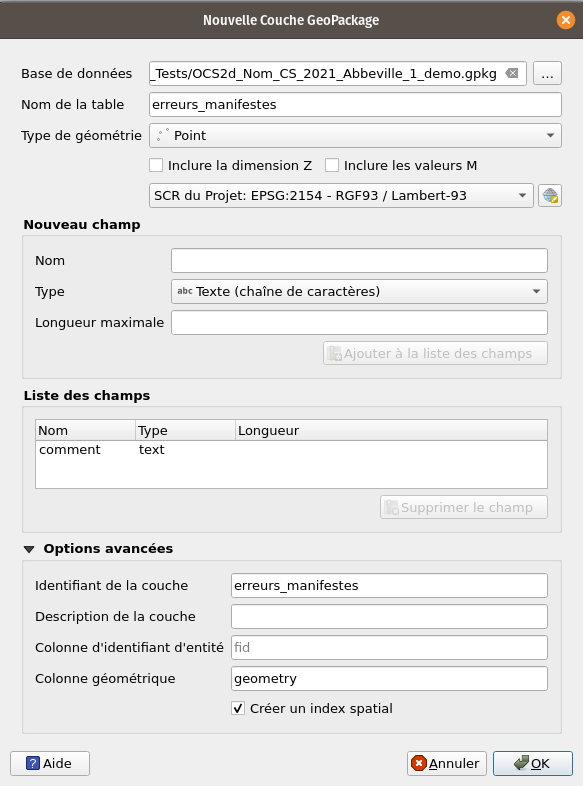 Nouvelle Couche GeoPackage
Base de données _Tests/OCS2d_Nom_CS_2021_Abbeville_1_demo.gpkg ...
Nom de la table erreurs_manifestes
Type de géométrie Point
Inclure la dimension Z Inclure les valeurs M
SCR du Projet: EPSG:2154 - RGF93 / Lambert-93
Nouveau champ
Nom
Type abc Texte (chaîne de caractères)
Longueur maximale
Ajouter à la liste des champs
Liste des champs
Nom Type Longueur
comment text
Supprimer le champ
Options avancées
Identifiant de la couche erreurs_manifestes
Description de la couche
Colonne d'identifiant d'entité fid
Colonne géométrique geometry
Créer un index spatial
? Aide Annuler OK